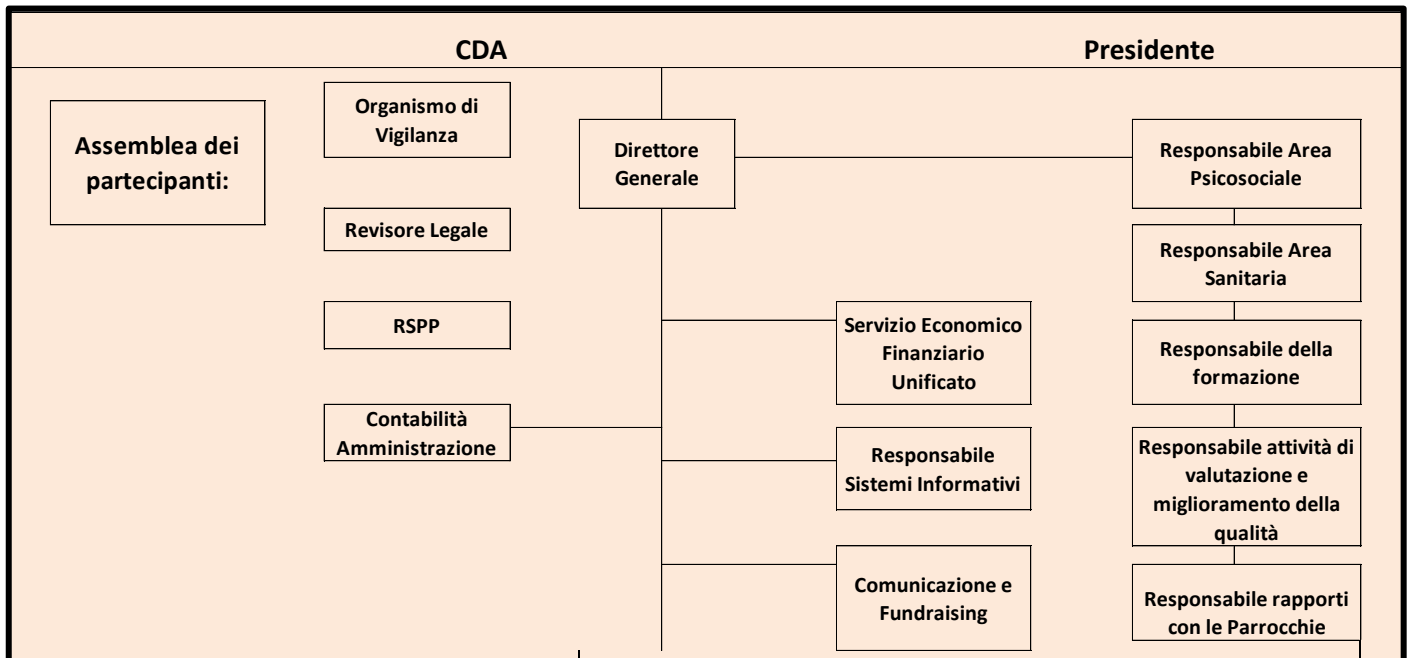 CDA
Presidente
Assemblea dei
partecipanti:
Organismo di
Vigilanza
Revisore Legale
RSPP
Contabilità
Amministrazione
Direttore
Generale
Servizio Economico
Finanziario
Unificato
Responsabile
Sistemi Informativi
Comunicazione e
Fundraising
Responsabile Area
Psicosociale
Responsabile Area
Sanitaria
Responsabile della
formazione
Responsabile attività di
valutazione e
miglioramento della
qualità
Responsabile rapporti
con le Parrocchie